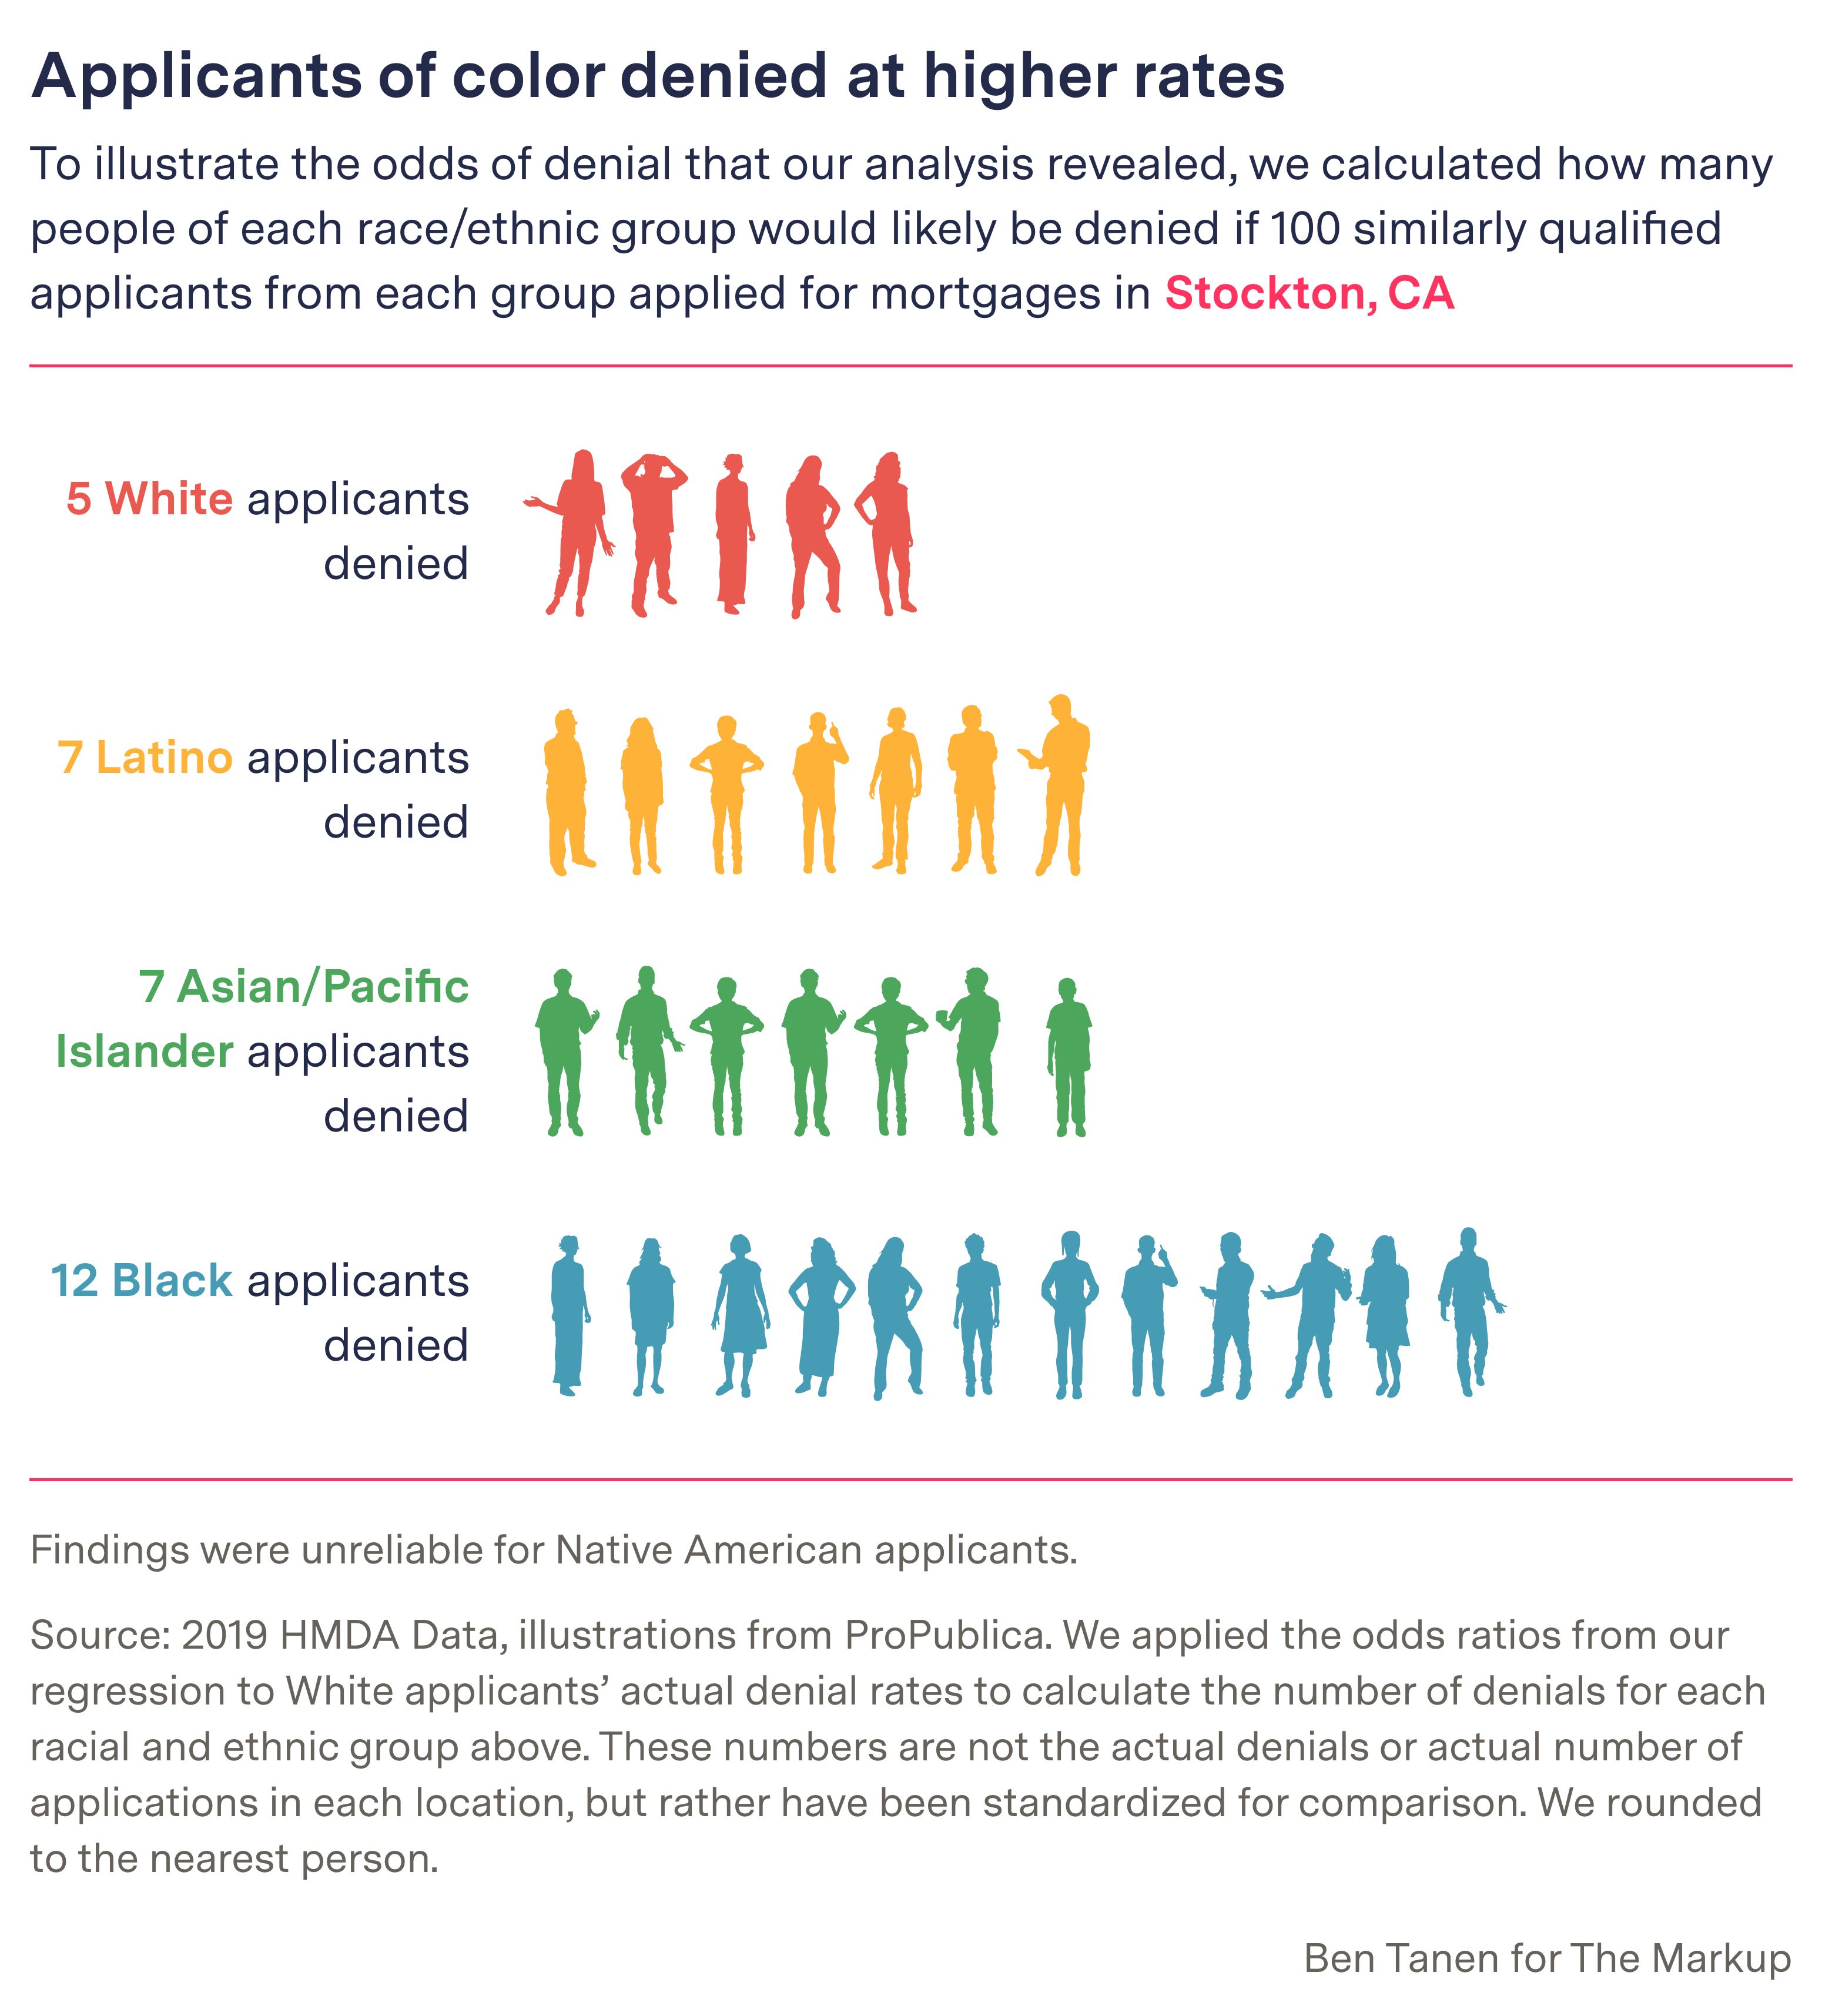 Applicants of color denied at higher rates
To illustrate the odds of denial that our analysis revealed, we calculated how many
people of each race/ethnic group would likely be denied if 100 similarly qualified
applicants from each group applied for mortgages in Stockton, CA
5 White applicants
denied
7 Latino applicants
denied
7 Asian/Pacific
Islander applicants
denied
12 Black applicants
denied
Findings were unreliable for Native American applicants.
Source: 2019 HMDA Data, illustrations from ProPublica. We applied the odds ratios from our
regression to White applicants’ actual denial rates to calculate the number of denials for each
racial and ethnic group above. These numbers are not the actual denials or actual number of
applications in each location, but rather have been standardized for comparison. We rounded
to the nearest person.
Ben Tanen for The Markup